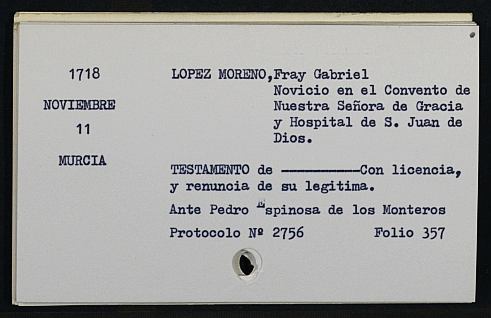 1718
NOVIEMBRE
11
MURCIA
LOPEZ MORENO,Fray Gabriel
Novicio en el Convento de
Nuestra Señora de Gracia
y Hospital de S. Juan de
Dios.
TESTAMENTO de ----------Con licencia,
y renuncia de su legitima.
Ante Pedro Espinosa de los Monteros
Protocolo Nº 2756 Folio 357